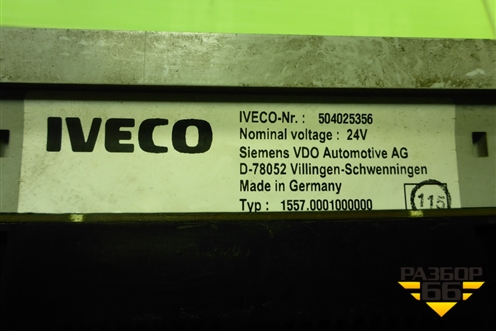 IVECO
IVECO-Nr.: 504025356
Nominal voltage: 24V
Siemens VDO Automotive AG
D-78052 Villingen-Schwenningen
Made in Germany
Typ: 1557.0001000000
115
РАЗБОР
66